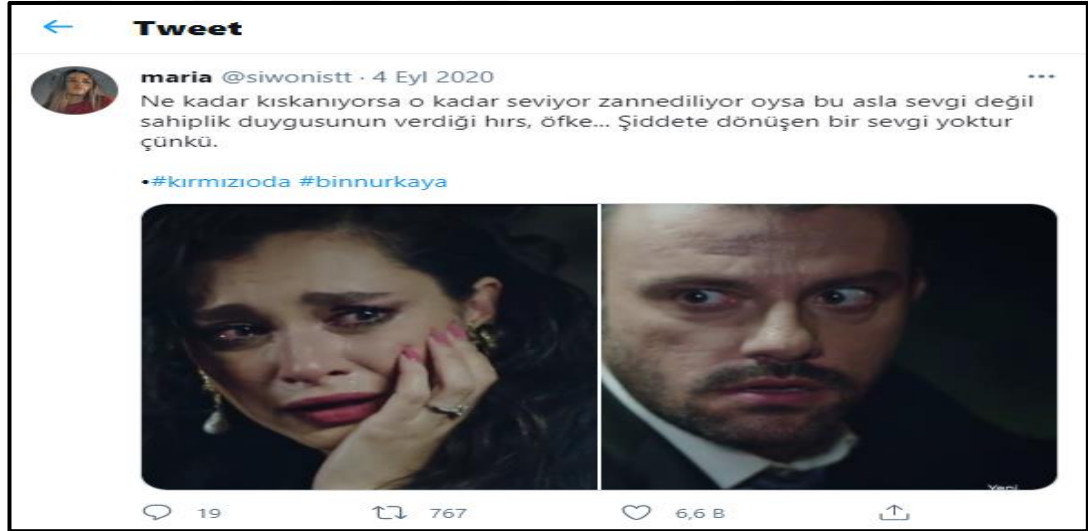 Tweet
maria @siwonistt · 4 Eyl 2020
Ne kadar kıskanıyorsa o kadar seviyor zannediliyor oysa bu asla sevgi değil
sahiplik duygusunun verdiği hırs, öfke... Şiddete dönüşen bir sevgi yoktur
çünkü.
•#kırmızıoda #binnurkaya
Yeni
19 767 6,6 B